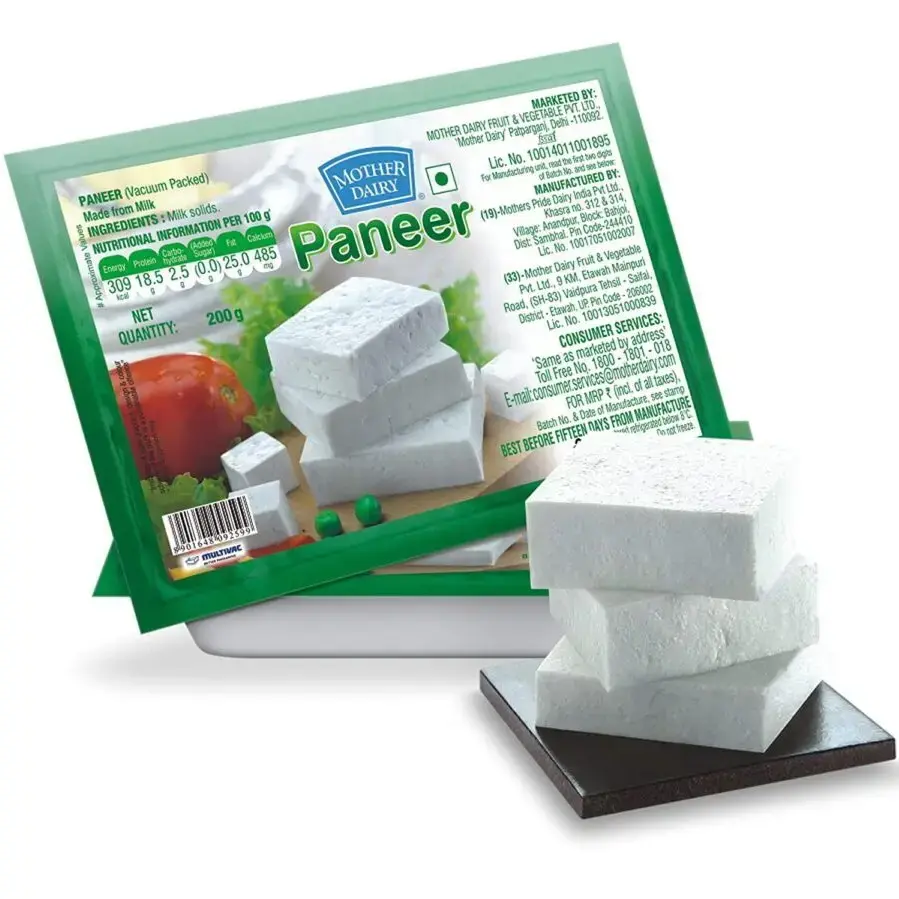 PANEER (Vacuum Packed)
Made from Milk
INGREDIENTS : Milk solids.
NUTRITIONAL INFORMATION PER 100 g#
# Approximate Values
Energy Protein Carbo-hydrate (Added Sugar) Fat Calcium
309 18.5 2.5 (0.0) 25.0 485
kcal g g g g mg
NET
QUANTITY: 200 g
MOTHER
DAIRY
®
Paneer
MARKETED BY:
MOTHER DAIRY FRUIT & VEGETABLE PVT. LTD.,
'Mother Dairy' Patparganj, Delhi -110092.
fssai
Lic. No. 10014011001895
For Manufacturing unit, read the first two digits
of Batch No. and see below:
MANUFACTURED BY:
(19)-Mothers Pride Dairy India Pvt Ltd.,
Khasra no. 312 & 314,
Village: Anandpur, Block: Bahjoi,
Dist: Sambhal. Pin Code-244410
Lic. No. 10017051002007
(33)-Mother Dairy Fruit & Vegetable
Pvt. Ltd., 9 KM, Etawah Mainpuri
Road, (SH-83) Vaidpura Tehsil - Saifai,
District - Etawah, UP, Pin Code - 206002
Lic. No. 10013051000839
CONSUMER SERVICES:
'Same as marketed by address'
Toll Free No. 1800 - 1801 - 018
E-mail:consumer.services@motherdairy.com
FOR MRP ₹ (incl. of all taxes),
Batch No. & Date of Manufacture, see stamp
BEST BEFORE FIFTEEN DAYS FROM MANUFACTURE
refrigerated below 8°C.
Do not freeze.
8901648092599
MULTIVAC
BETTER PACKAGING